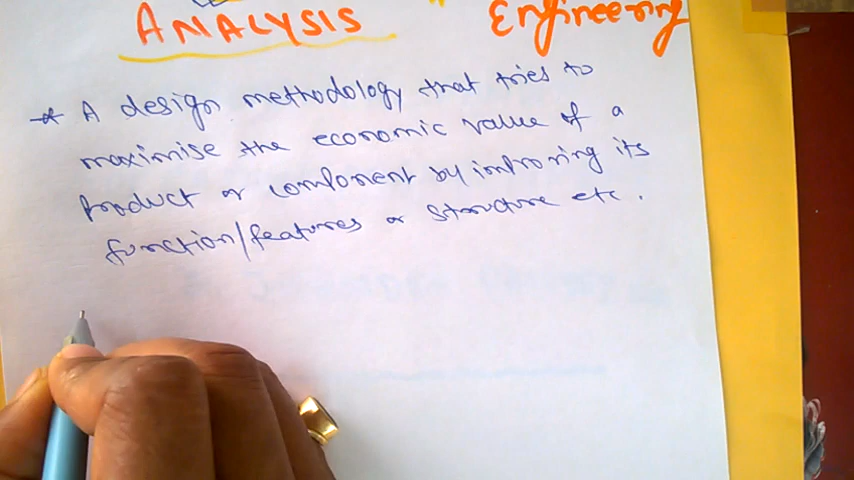 ANALYSIS " Engineering
* A design methodology that tries to
maximise the economic value of a
product or component by improving its
function/features or structure etc.